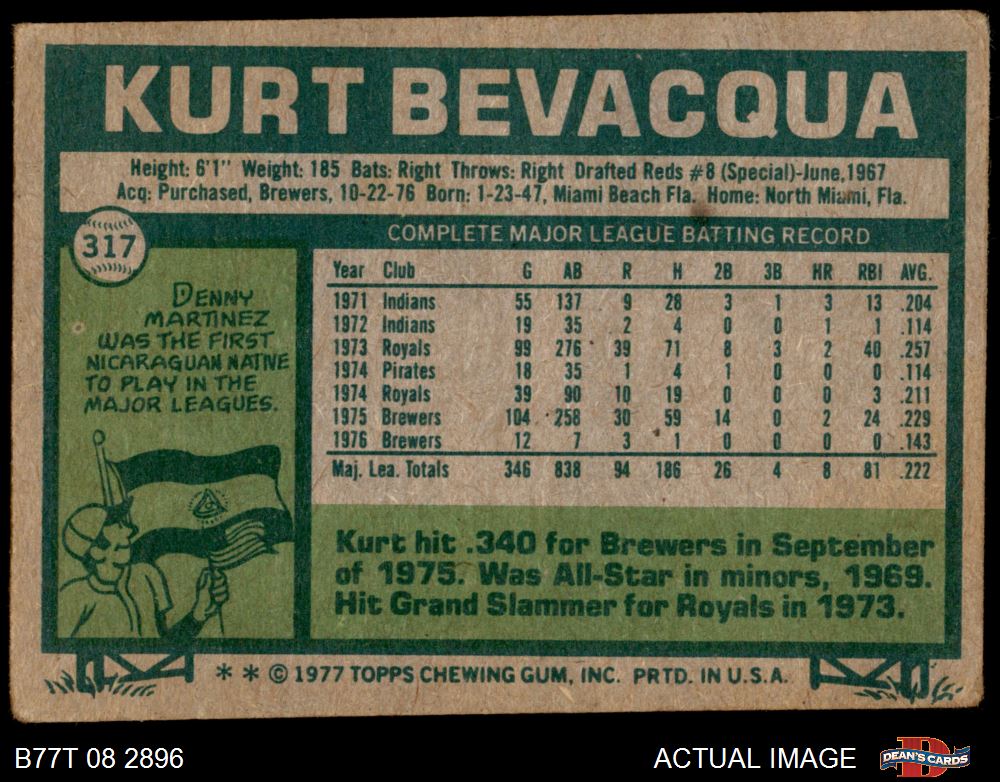 KURT BEVACQUA
Height: 6'1" Weight: 185 Bats: Right Throws: Right Drafted Reds #8 (Special)-June, 1967
Acq: Purchased, Brewers, 10-22-76 Born: 1-23-47, Miami Beach Fla. Home: North Miami, Fla.
317
COMPLETE MAJOR LEAGUE BATTING RECORD
DENNY
MARTINEZ
WAS THE FIRST
NICARAGUAN NATIVE
TO PLAY IN THE
MAJOR LEAGUES.
Year Club G AB R H 2B 3B HR RBI AVG.
1971 Indians 55 137 9 28 3 1 3 13 .204
1972 Indians 19 35 2 4 0 0 1 1 .114
1973 Royals 99 276 39 71 8 3 2 40 .257
1974 Pirates 18 35 1 4 1 0 0 0 .114
1974 Royals 39 90 10 19 0 0 0 3 .211
1975 Brewers 104 258 30 59 14 0 2 24 .229
1976 Brewers 12 7 3 1 0 0 0 0 .143
Maj. Lea. Totals 346 838 94 186 26 4 8 81 .222
Kurt hit .340 for Brewers in September
of 1975. Was All-Star in minors, 1969.
Hit Grand Slammer for Royals in 1973.
* * © 1977 TOPPS CHEWING GUM, INC. PRTD. IN U.S.A.
B77T 08 2896
ACTUAL IMAGE
DEAN'S CARDS